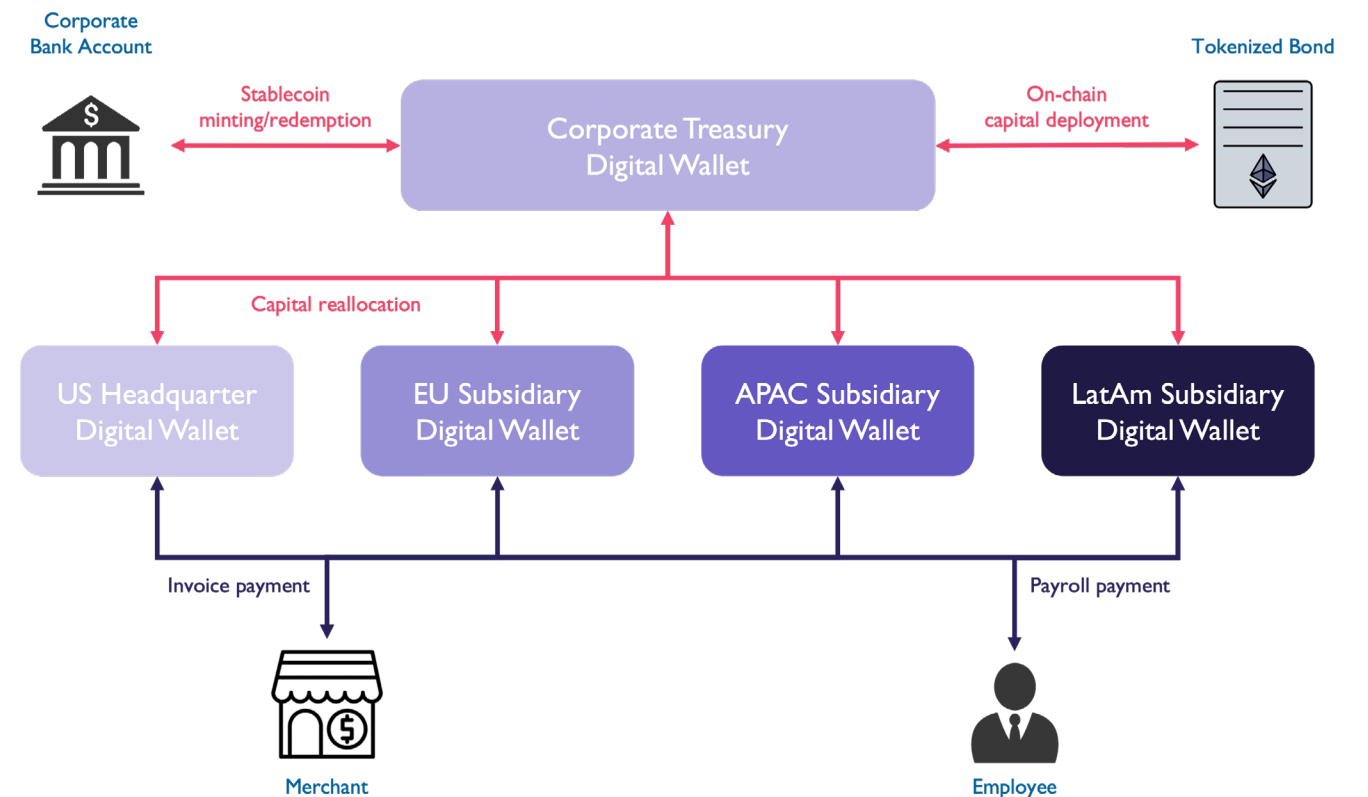 Corporate
Bank Account
Tokenized Bond
$
Stablecoin
minting/redemption
Corporate Treasury
Digital Wallet
On-chain
capital deployment
Capital reallocation
US Headquarter
Digital Wallet
EU Subsidiary
Digital Wallet
APAC Subsidiary
Digital Wallet
LatAm Subsidiary
Digital Wallet
Invoice payment
Payroll payment
$
Merchant
Employee